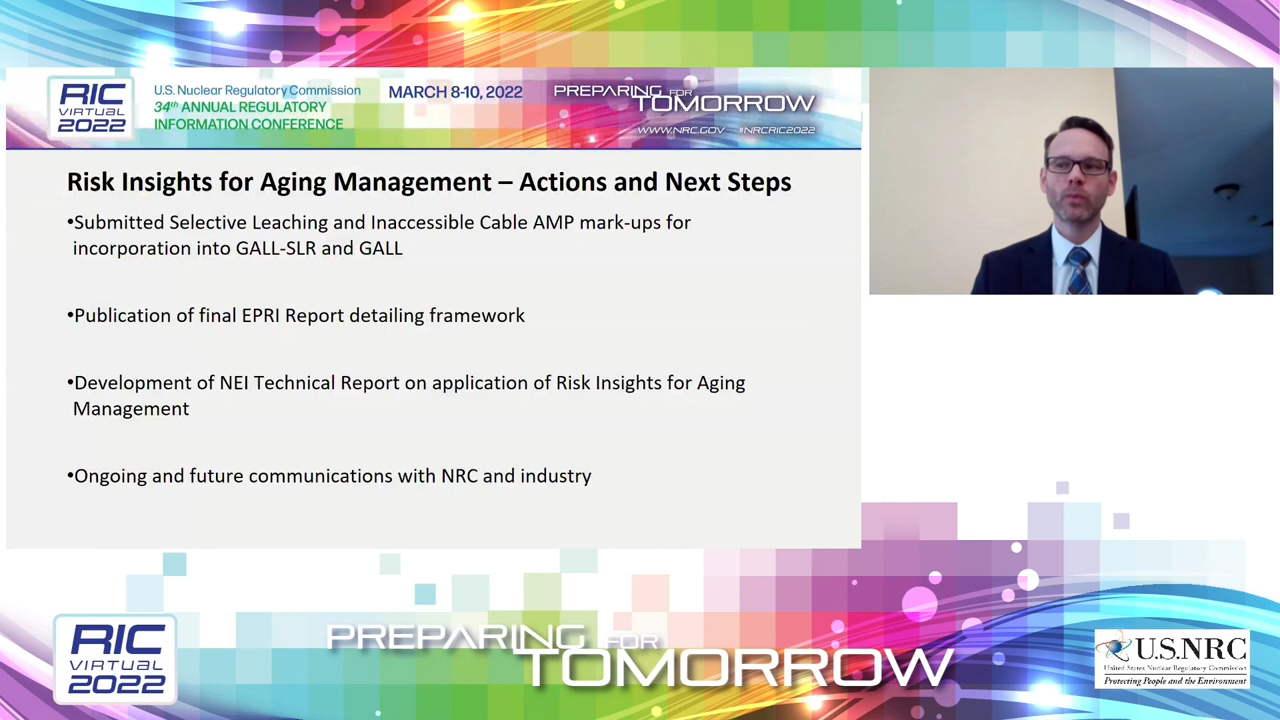 RIC
VIRTUAL
2022
U.S. Nuclear Regulatory Commission
34th ANNUAL REGULATORY
INFORMATION CONFERENCE
MARCH 8-10, 2022
PREPARING FOR
TOMORROW
WWW.NRC.GOV #NRCRIC2022
Risk Insights for Aging Management – Actions and Next Steps
•Submitted Selective Leaching and Inaccessible Cable AMP mark-ups for
incorporation into GALL-SLR and GALL
•Publication of final EPRI Report detailing framework
•Development of NEI Technical Report on application of Risk Insights for Aging
Management
•Ongoing and future communications with NRC and industry
RIC
VIRTUAL
2022
PREPARING FOR
TOMORROW
U.S.NRC
United States Nuclear Regulatory Commission
Protecting People and the Environment